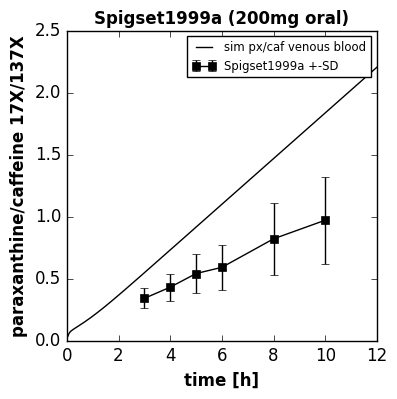 Spigset1999a (200mg oral)
sim px/caf venous blood
Spigset1999a +-SD
paraxanthine/caffeine 17X/137X
2.5
2.0
1.5
1.0
0.5
0.0
0 2 4 6 8 10 12
time [h]